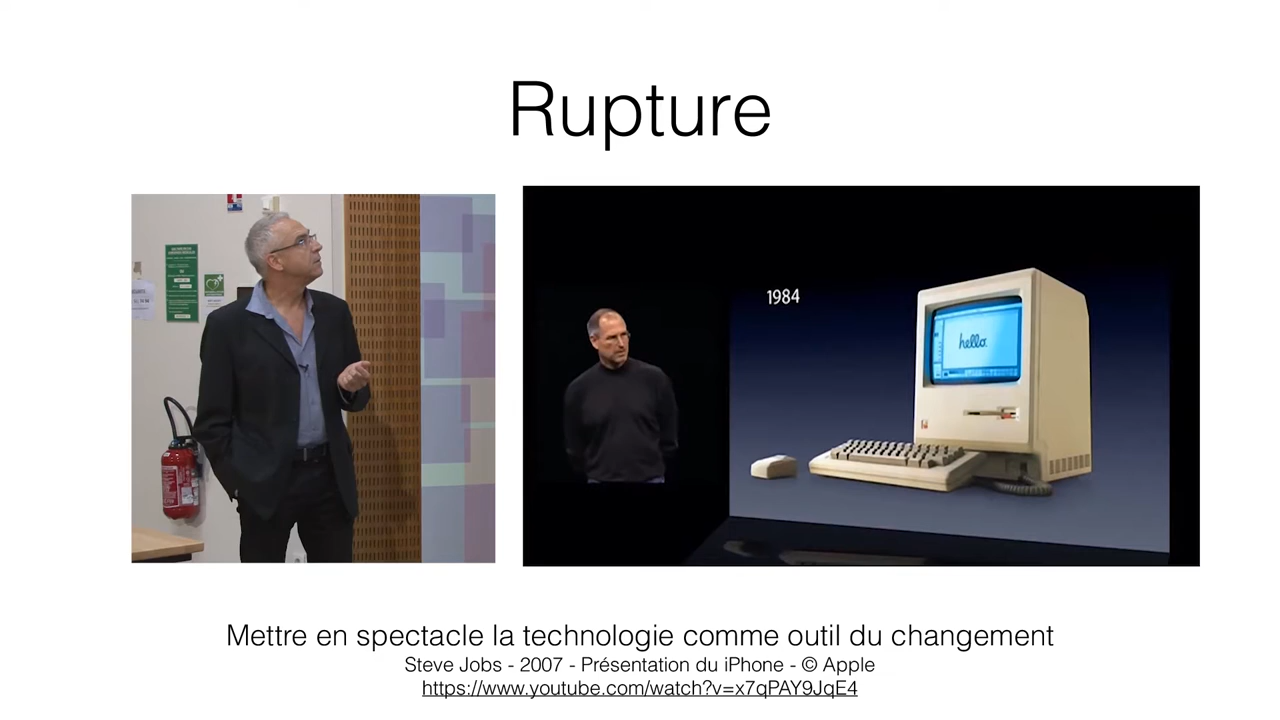 Rupture
1984
hello.
Mettre en spectacle la technologie comme outil du changement
Steve Jobs - 2007 - Présentation du iPhone - © Apple
https://www.youtube.com/watch?v=x7qPAY9JqE4